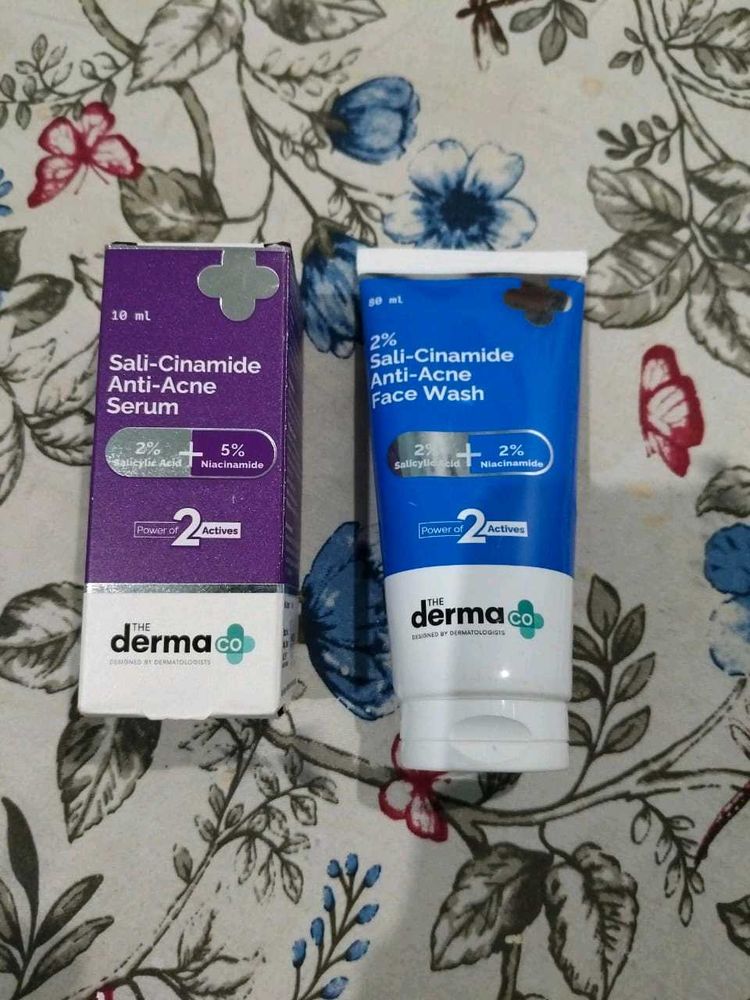 10 ml
Sali-Cinamide
Anti-Acne
Serum
2%
Salicylic Acid
+
5%
Niacinamide
Power of 2 Actives
THE
derma co
DESIGNED BY DERMATOLOGISTS
80 ml
2%
Sali-Cinamide
Anti-Acne
Face Wash
2%
Salicylic Acid
+
2%
Niacinamide
Power of 2 Actives
THE
derma co
DESIGNED BY DERMATOLOGISTS